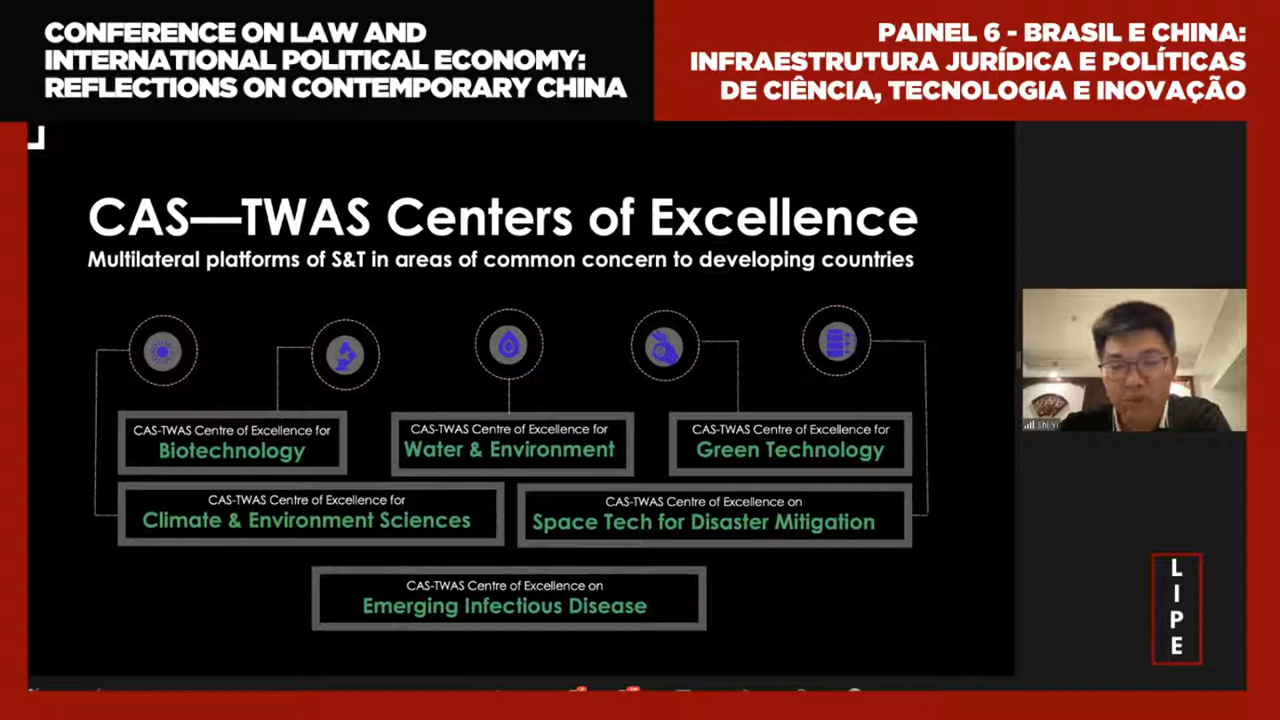 CONFERENCE ON LAW AND
INTERNATIONAL POLITICAL ECONOMY:
REFLECTIONS ON CONTEMPORARY CHINA
PAINEL 6 - BRASIL E CHINA:
INFRAESTRUTURA JURÍDICA E POLÍTICAS
DE CIÊNCIA, TECNOLOGIA E INOVAÇÃO
CAS—TWAS Centers of Excellence
Multilateral platforms of S&T in areas of common concern to developing countries
CAS-TWAS Centre of Excellence for
Biotechnology
CAS-TWAS Centre of Excellence for
Water & Environment
CAS-TWAS Centre of Excellence for
Green Technology
CAS-TWAS Centre of Excellence for
Climate & Environment Sciences
CAS-TWAS Centre of Excellence on
Space Tech for Disaster Mitigation
CAS-TWAS Centre of Excellence on
Emerging Infectious Disease
L
I
P
E